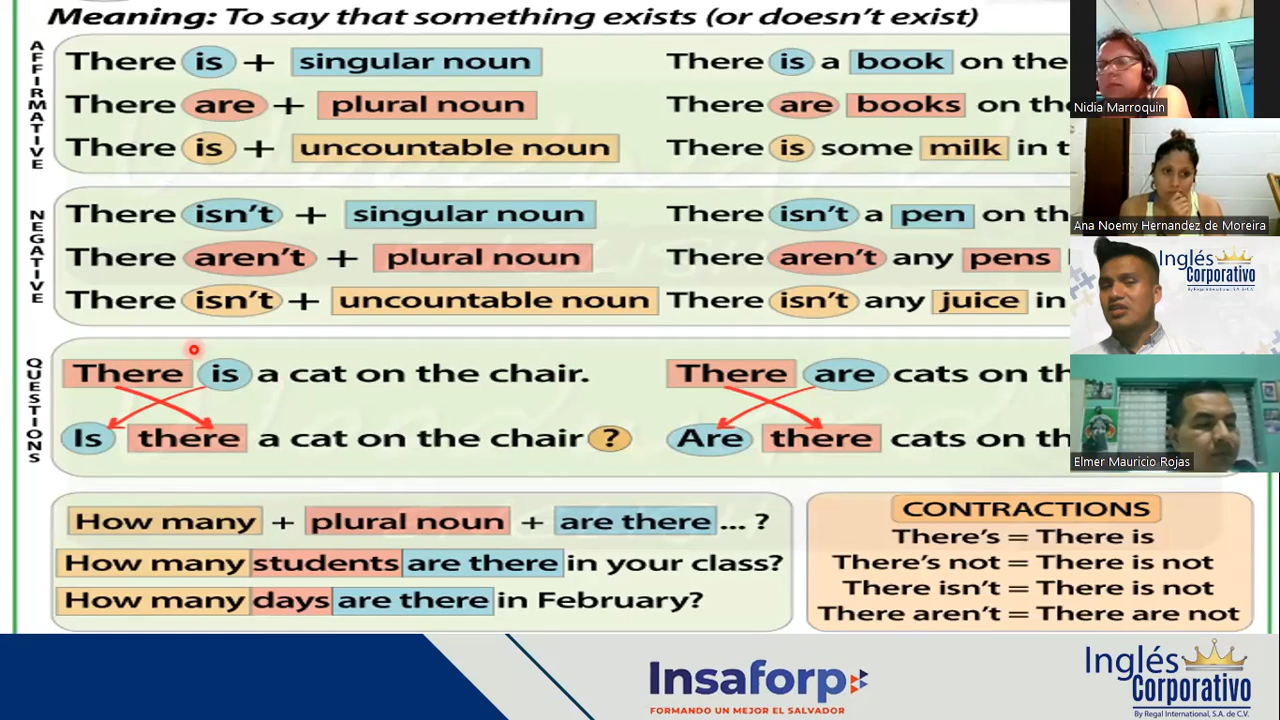 Meaning: To say that something exists (or doesn't exist)
AFFIRMATIVE
There is + singular noun
There is a book on the
There are + plural noun
There are books on the
There is + uncountable noun
There is some milk in t
NEGATIVE
There isn't + singular noun
There isn't a pen on th
There aren't + plural noun
There aren't any pens
There isn't + uncountable noun
There isn't any juice in
QUESTIONS
There is a cat on the chair.
There are cats on th
Is there a cat on the chair ?
Are there cats on th
How many + plural noun + are there ... ?
How many students are there in your class?
How many days are there in February?
CONTRACTIONS
There's = There is
There's not = There is not
There isn't = There is not
There aren't = There are not
Nidia Marroquin
Ana Noemy Hernandez de Moreira
Inglés
Corporativo
By Regal International, S.A. de C.V.
Elmer Mauricio Rojas
Insaforp
FORMANDO UN MEJOR EL SALVADOR
Inglés
Corporativo
By Regal International, S.A. de C.V.